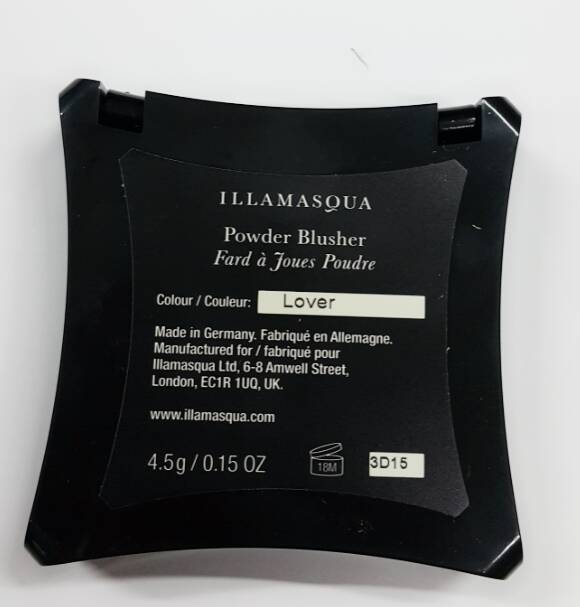 ILLAMASQUA
Powder Blusher
Fard à Joues Poudre
Colour / Couleur: Lover
Made in Germany. Fabriqué en Allemagne.
Manufactured for / fabriqué pour
Illamasqua Ltd, 6-8 Amwell Street,
London, EC1R 1UQ, UK.
www.illamasqua.com
4.5g / 0.15 OZ 18M 3D15